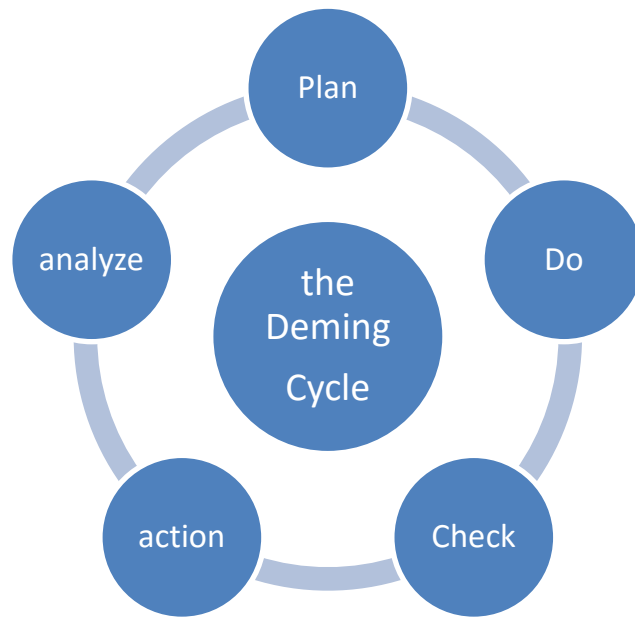 Plan
Do
Check
action
analyze
the
Deming
Cycle